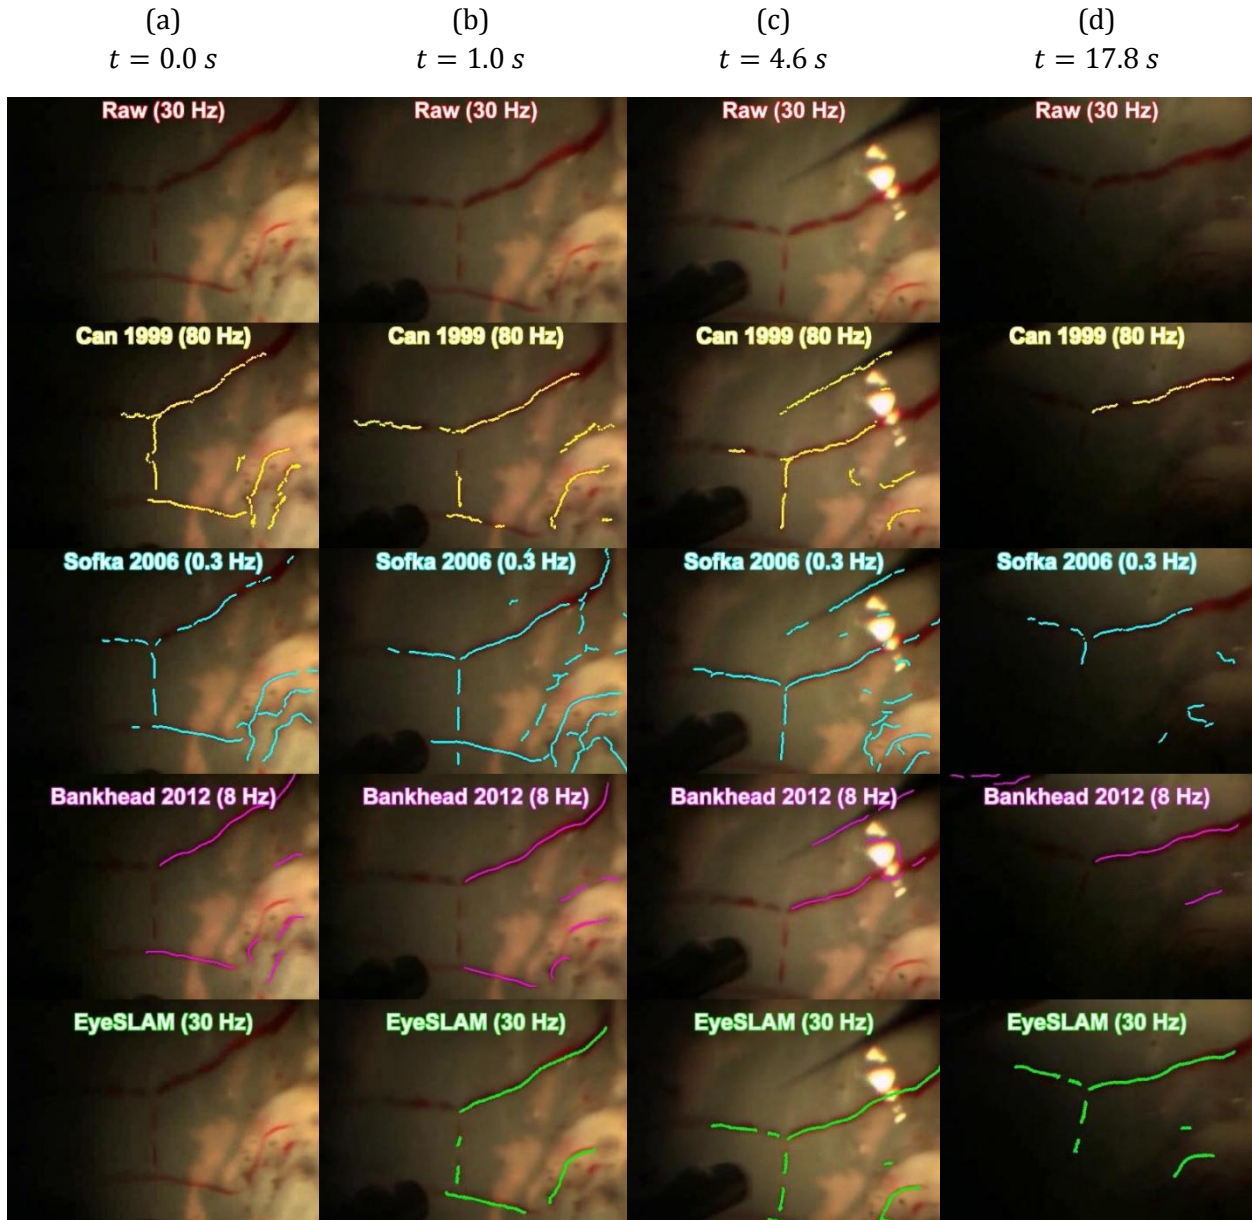 (a) (b) (c) (d)
t = 0.0 s t = 1.0 s t = 4.6 s t = 17.8 s
Raw (30 Hz) Raw (30 Hz) Raw (30 Hz) Raw (30 Hz)
Can 1999 (80 Hz) Can 1999 (80 Hz) Can 1999 (80 Hz) Can 1999 (80 Hz)
Sofka 2006 (0.3 Hz) Sofka 2006 (0.3 Hz) Sofka 2006 (0.3 Hz) Sofka 2006 (0.3 Hz)
Bankhead 2012 (8 Hz) Bankhead 2012 (8 Hz) Bankhead 2012 (8 Hz) Bankhead 2012 (8 Hz)
EyeSLAM (30 Hz) EyeSLAM (30 Hz) EyeSLAM (30 Hz) EyeSLAM (30 Hz)